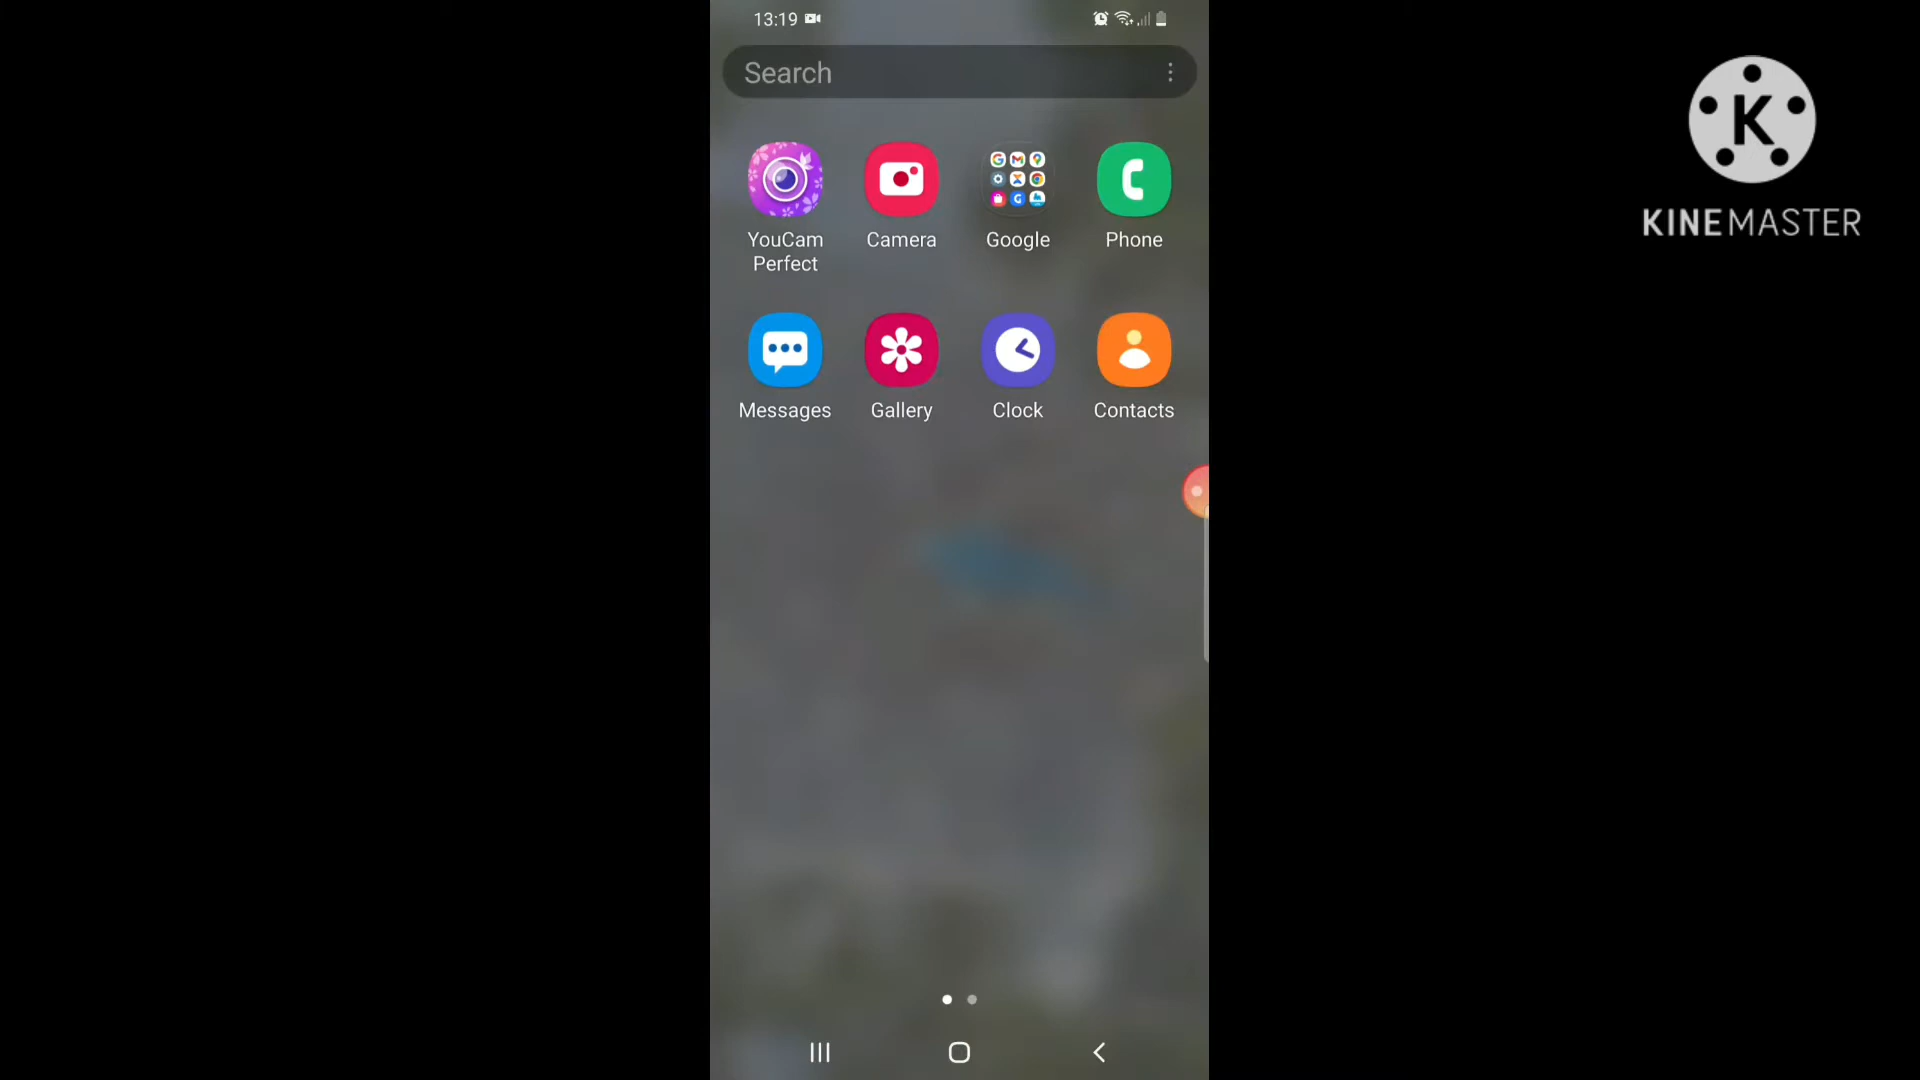 13:19
Search
K
KINEMASTER
YouCam Perfect
Camera
Google
Phone
Messages
Gallery
Clock
Contacts